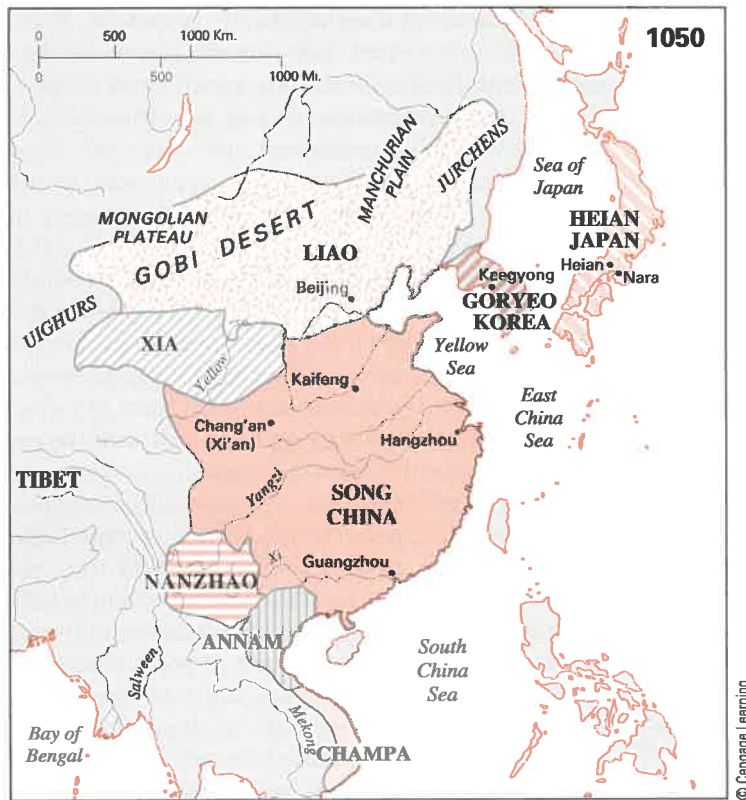 1050
0 500 1000 Km.
0 500 1000 Mi.
MONGOLIAN
PLATEAU
GOBI DESERT
MANCHURIAN
PLAIN
JURCHENS
Sea of
Japan
HEIAN
JAPAN
Heian
Nara
LIAO
Beijing
Keegyong
GORYEO
KOREA
UIGHURS
XIA
Yellow
Yellow
Sea
Kaifeng
East
China
Sea
Chang'an
(Xi'an)
Hangzhou
TIBET
Yangzi
SONG
CHINA
Xi
Guangzhou
NANZHAO
ANNAM
South
China
Sea
Salween
Bay of
Bengal
Mekong
CHAMPA
© Cengage Learning